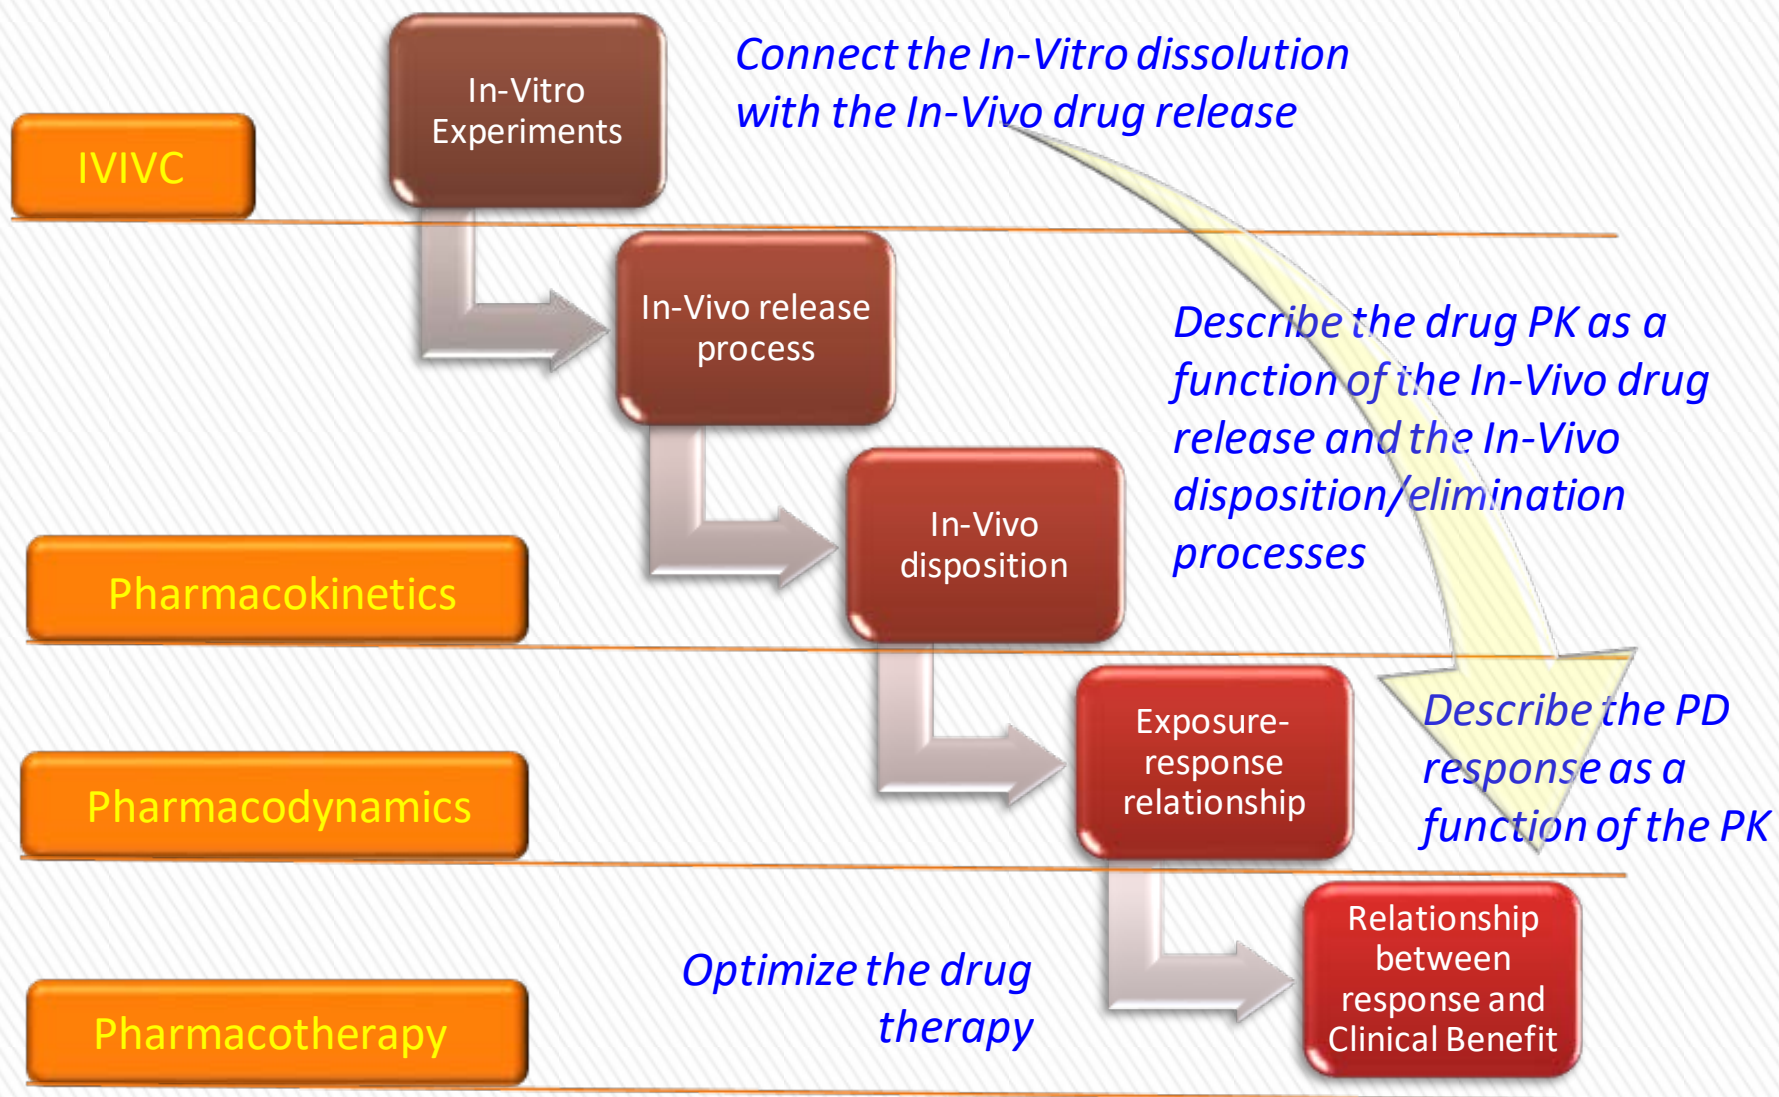 Connect the In-Vitro dissolution
with the In-Vivo drug release
In-Vitro
Experiments
IVIVC
In-Vivo release
process
Describe the drug PK as a
function of the In-Vivo drug
release and the In-Vivo
disposition/elimination
processes
In-Vivo
disposition
Pharmacokinetics
Exposure-
response
relationship
Describe the PD
response as a
function of the PK
Pharmacodynamics
Relationship
between
response and
Clinical Benefit
Optimize the drug
therapy
Pharmacotherapy